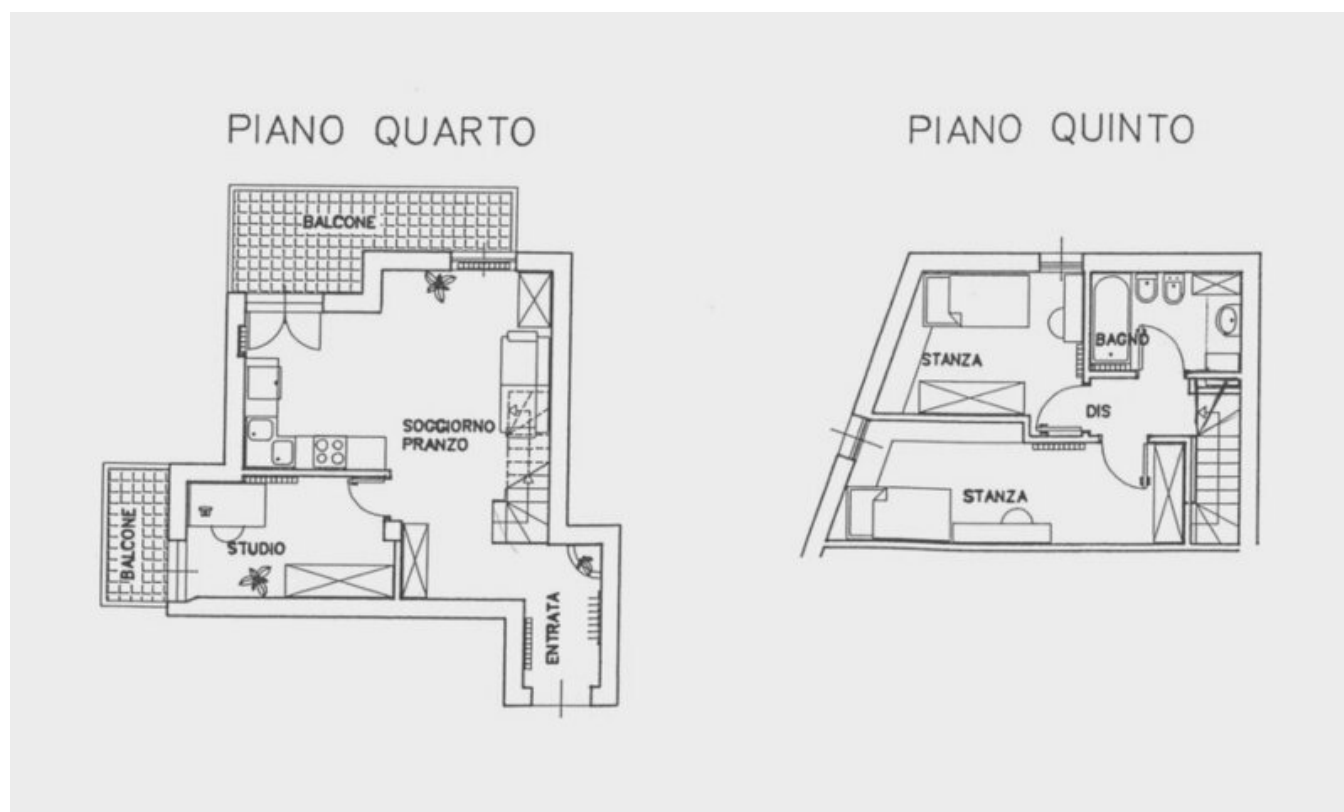 PIANO QUARTO
PIANO QUINTO
BALCONE
SOGGIORNO
PRANZO
BALCONE
STUDIO
ENTRATA
STANZA
BAGNO
DIS
STANZA